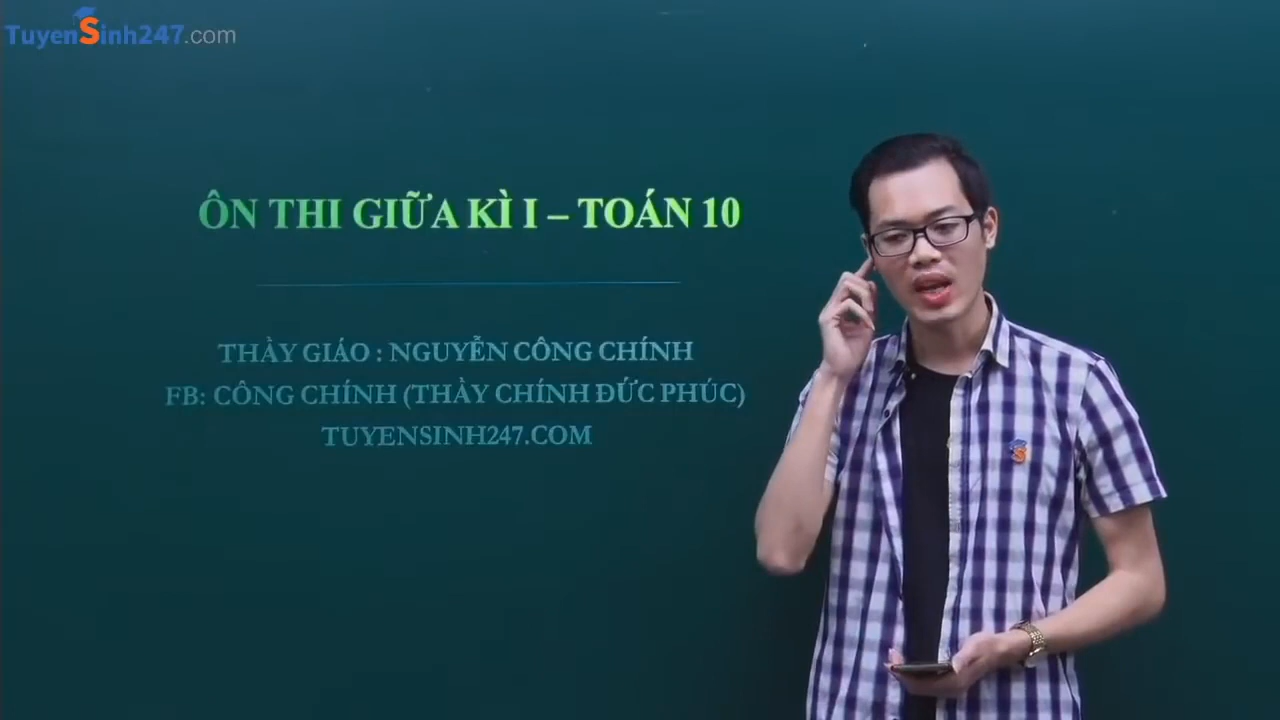 TuyenSinh247.com
ÔN THI GIỮA KÌ I – TOÁN 10
THẦY GIÁO : NGUYỄN CÔNG CHÍNH
FB: CÔNG CHÍNH (THẦY CHÍNH ĐỨC PHÚC)
TUYENSINH247.COM
S